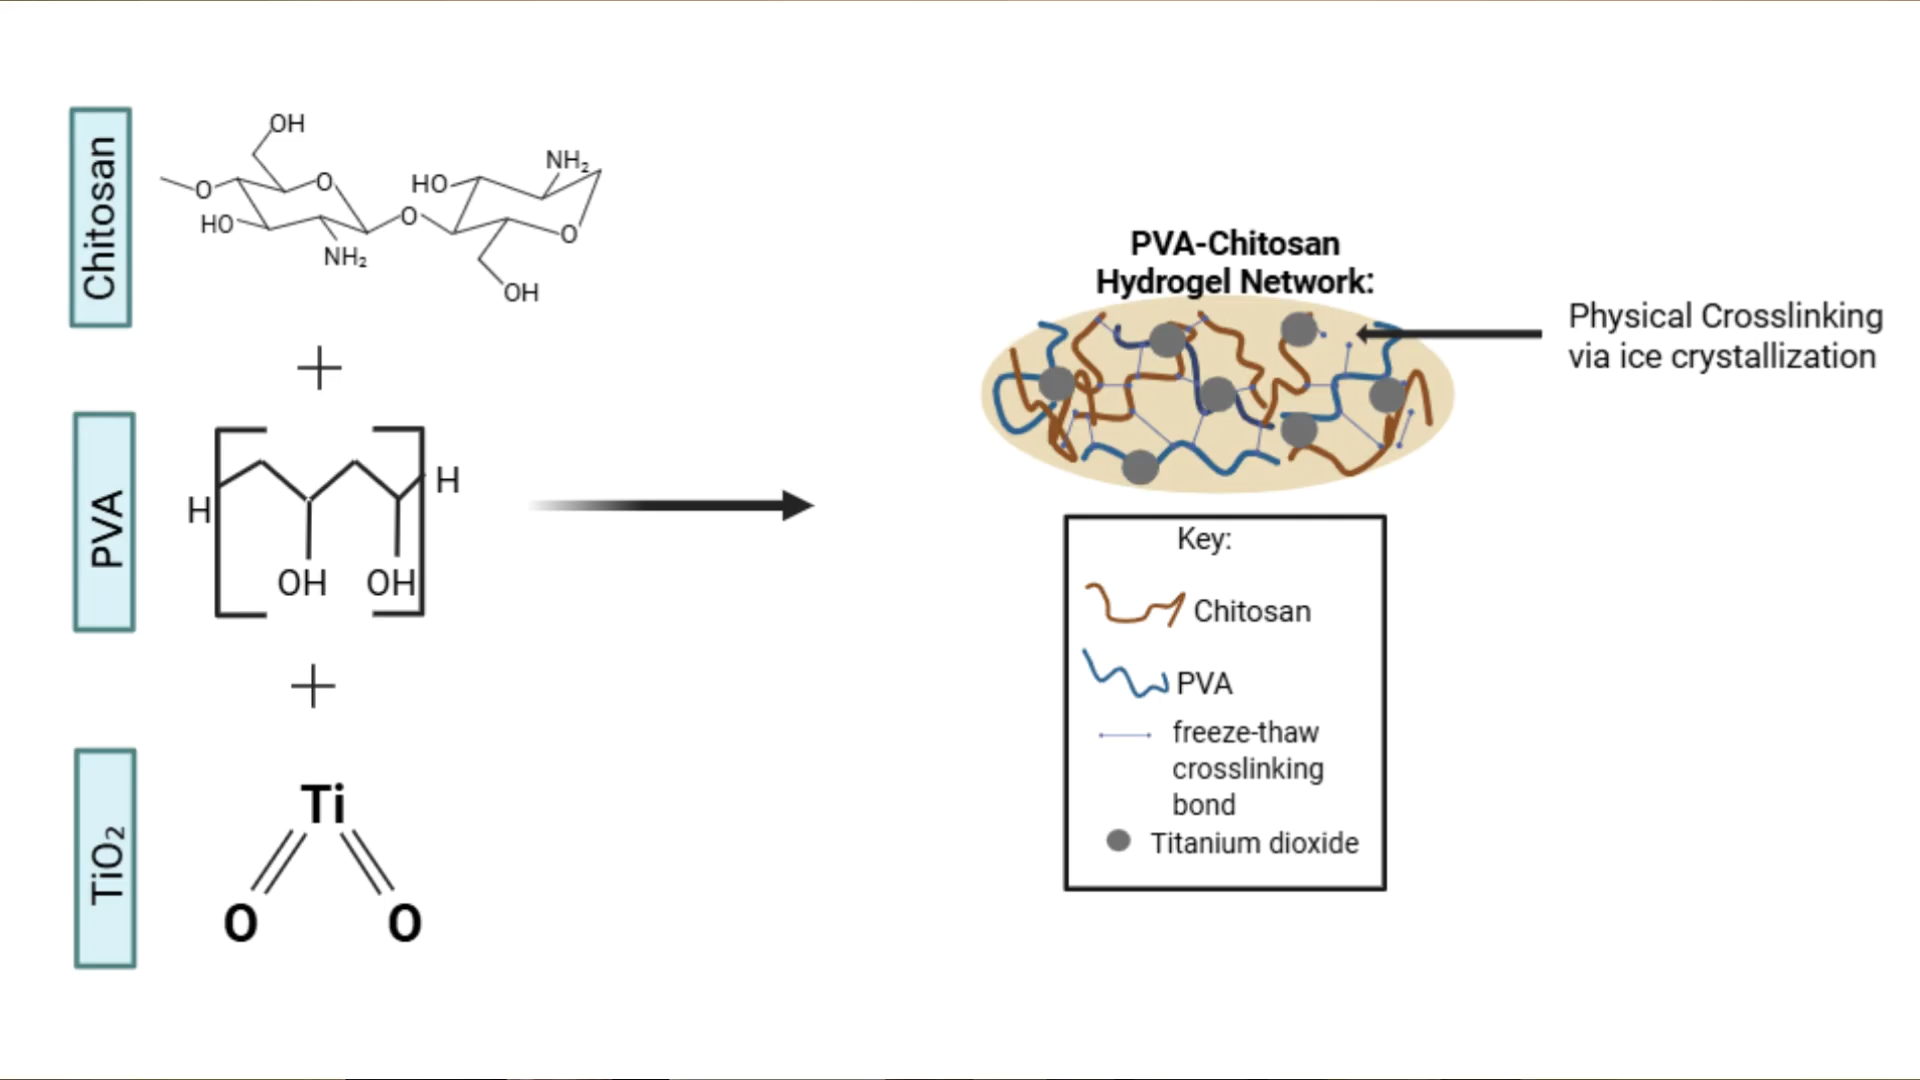 Chitosan
OH
O
O
HO
NH₂
O
HO
NH₂
O
OH
+
PVA
H
H
OH
OH
+
TiO₂
Ti
O
O
PVA-Chitosan
Hydrogel Network:
Physical Crosslinking
via ice crystallization
Key:
Chitosan
PVA
freeze-thaw
crosslinking
bond
Titanium dioxide